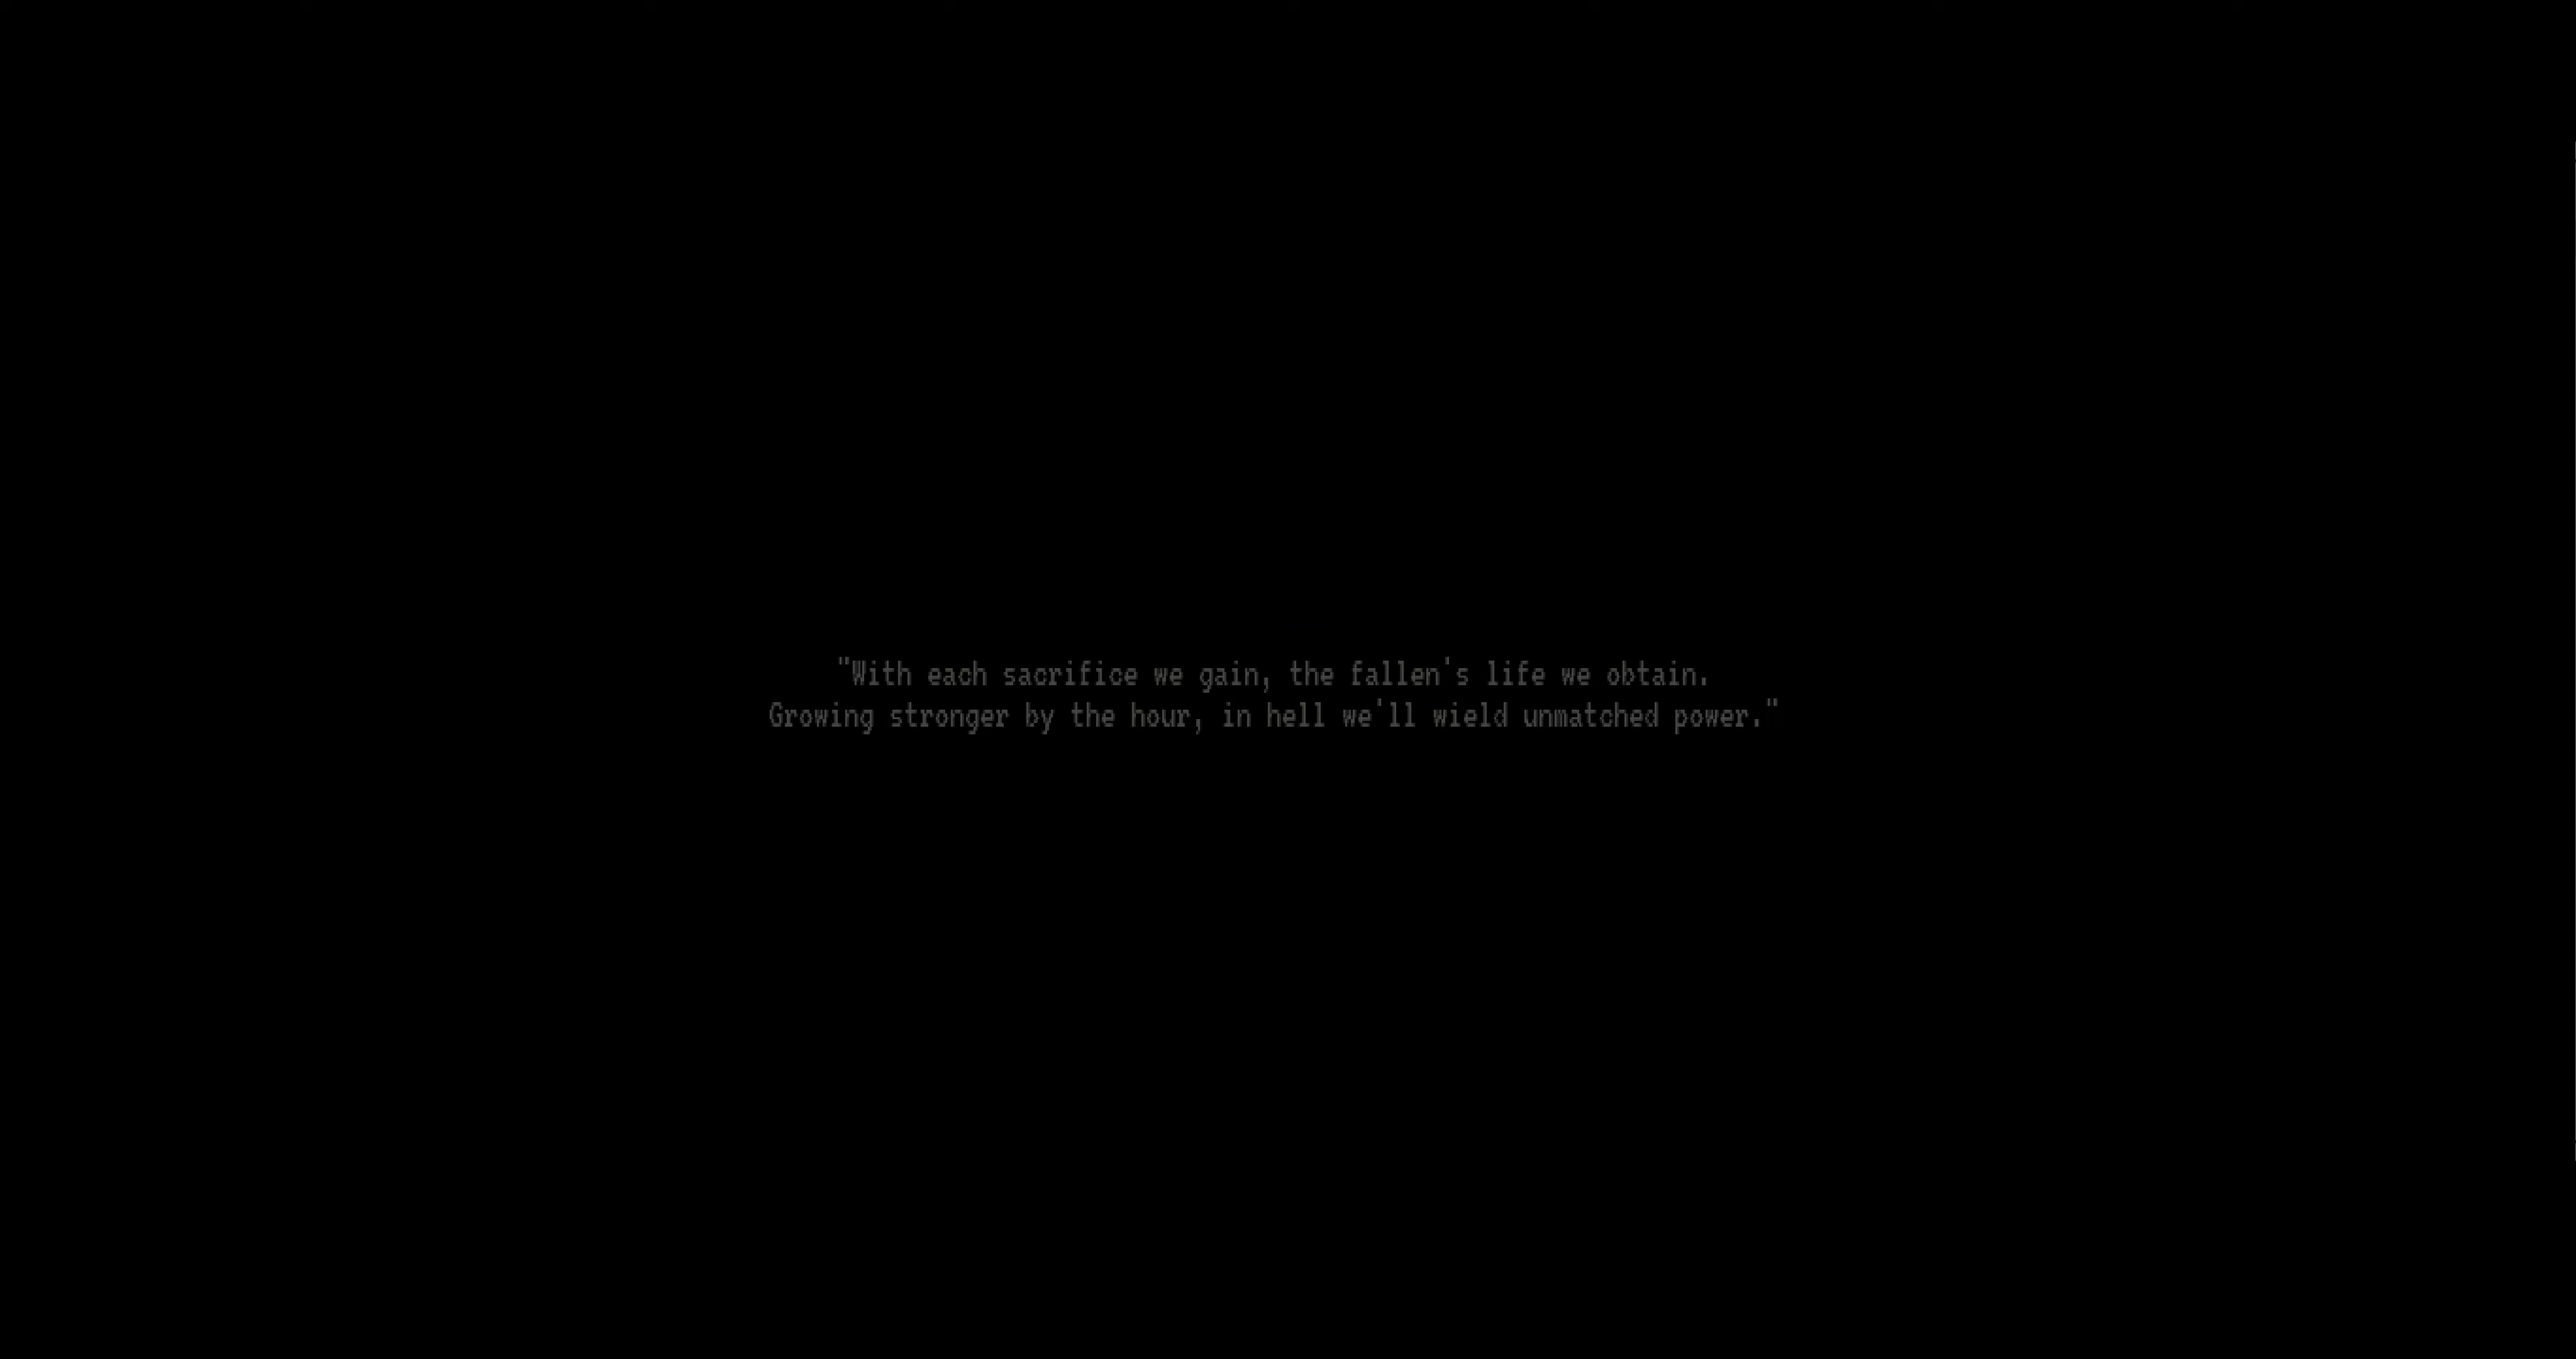 "With each sacrifice we gain, the fallen's life we obtain.
Growing stronger by the hour, in hell we'll wield unmatched power."